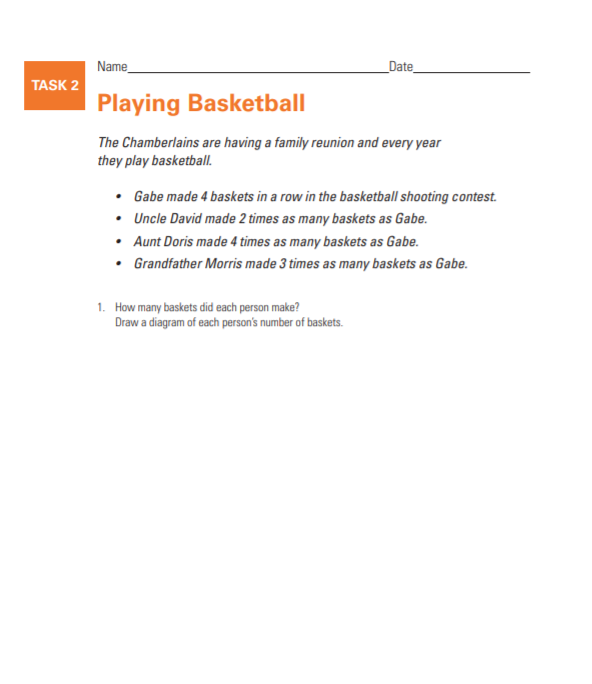 Name Date
TASK 2
Playing Basketball
The Chamberlains are having a family reunion and every year
they play basketball.
• Gabe made 4 baskets in a row in the basketball shooting contest.
• Uncle David made 2 times as many baskets as Gabe.
• Aunt Doris made 4 times as many baskets as Gabe.
• Grandfather Morris made 3 times as many baskets as Gabe.
1. How many baskets did each person make?
Draw a diagram of each person's number of baskets.